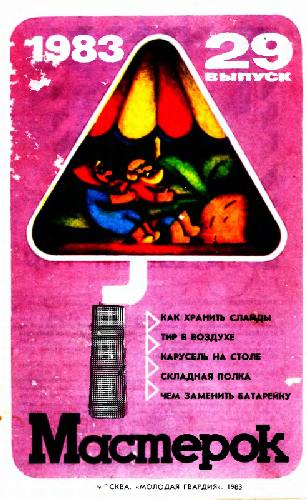 1983
29
ВЫПУСК
КАК ХРАНИТЬ СЛАЙДЫ
ТИР В ВОЗДУХЕ
КАРУСЕЛЬ НА СТОЛЕ
СКЛАДНАЯ ПОЛКА
ЧЕМ ЗАМЕНИТЬ БАТАРЕЙКУ
Мастерок
МОСКВА. «МОЛОДАЯ ГВАРДИЯ». 1983